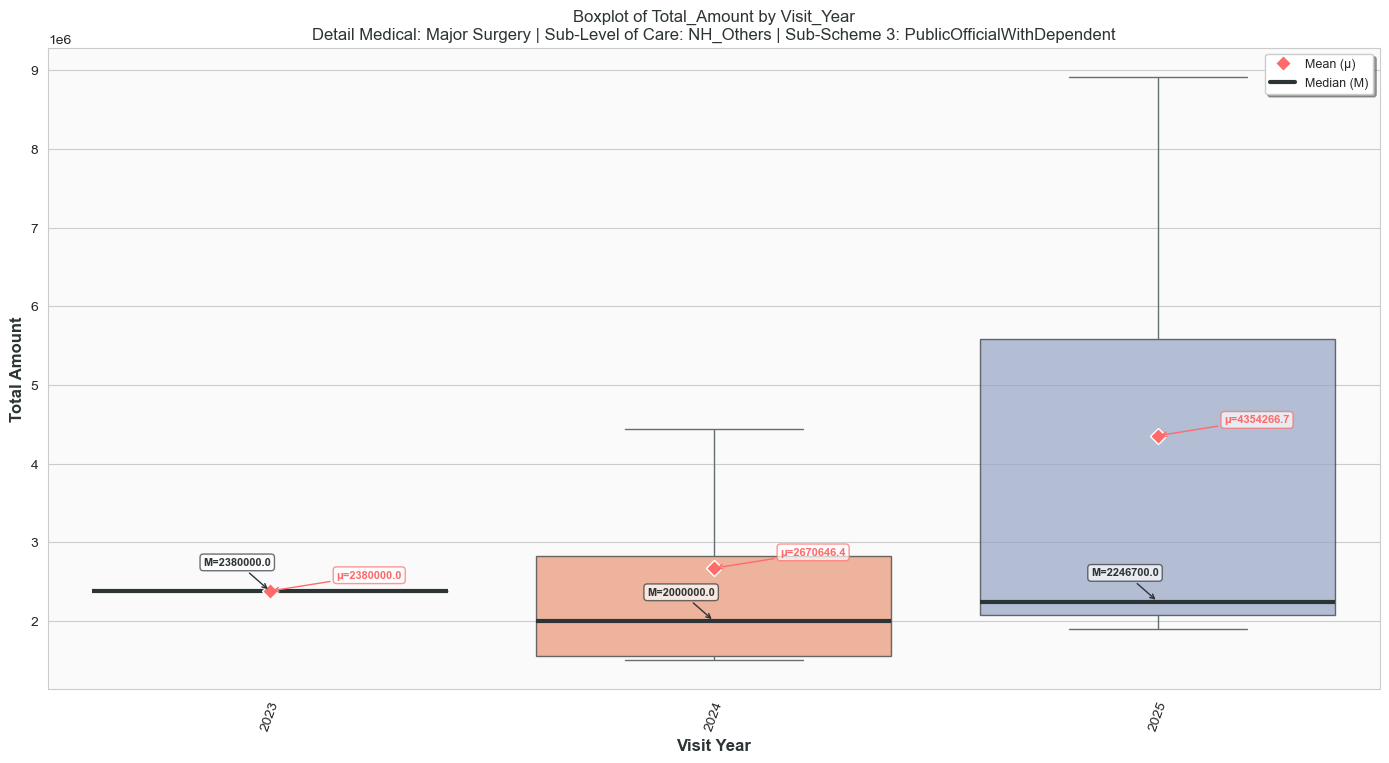 Boxplot of Total_Amount by Visit_Year
Detail Medical: Major Surgery | Sub-Level of Care: NH_Others | Sub-Scheme 3: PublicOfficialWithDependent
1e6
Mean (μ)
Median (M)
9
8
7
6
5
4
3
2
Total Amount
M=2380000.0
μ=2380000.0
μ=2670646.4
M=2000000.0
μ=4354266.7
M=2246700.0
2023
2024
2025
Visit Year